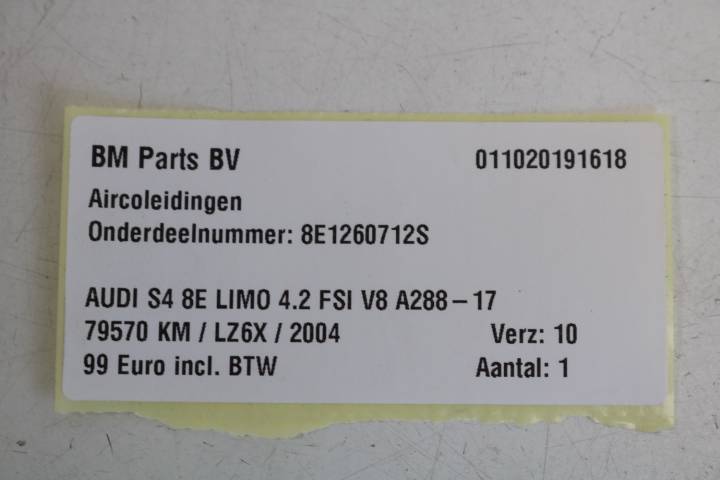 BM Parts BV 011020191618
Aircoleidingen
Onderdeelnummer: 8E1260712S
AUDI S4 8E LIMO 4.2 FSI V8 A288-17
79570 KM / LZ6X / 2004 Verz: 10
99 Euro incl. BTW Aantal: 1